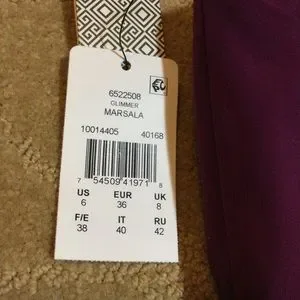 6522508
GLIMMER
MARSALA
10014405 40168
7 54509 41971 8
US EUR UK
6 36 8
F/E IT RU
38 40 42